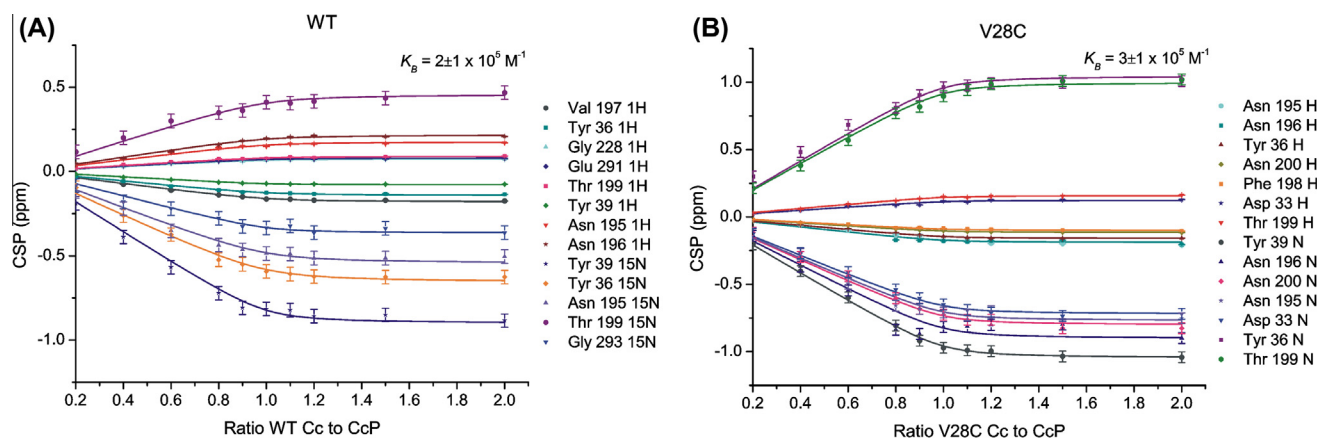 (A)
WT
K_B = 2±1 x 10⁵ M⁻¹
CSP (ppm)
0.5
0.0
-0.5
-1.0
0.2 0.4 0.6 0.8 1.0 1.2 1.4 1.6 1.8 2.0
Ratio WT Cc to CcP
Val 197 1H
Tyr 36 1H
Gly 228 1H
Glu 291 1H
Thr 199 1H
Tyr 39 1H
Asn 195 1H
Asn 196 1H
Tyr 39 15N
Tyr 36 15N
Asn 195 15N
Thr 199 15N
Gly 293 15N
(B)
V28C
K_B = 3±1 x 10⁵ M⁻¹
CSP (ppm)
1.0
0.5
0.0
-0.5
-1.0
0.2 0.4 0.6 0.8 1.0 1.2 1.4 1.6 1.8 2.0
Ratio V28C Cc to CcP
Asn 195 H
Asn 196 H
Tyr 36 H
Asn 200 H
Phe 198 H
Asp 33 H
Thr 199 H
Tyr 39 N
Asn 196 N
Asn 200 N
Asn 195 N
Asp 33 N
Tyr 36 N
Thr 199 N